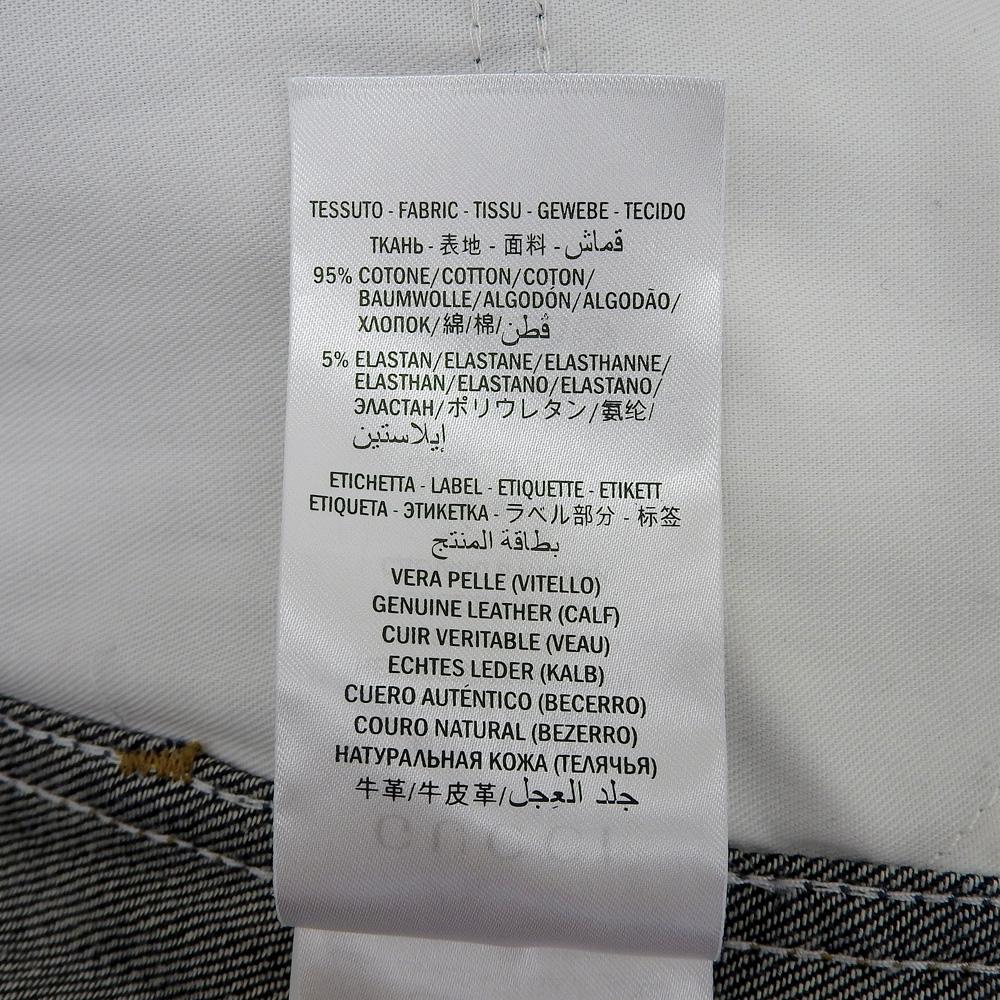 TESSUTO - FABRIC - TISSU - GEWEBE - TECIDO
ТКАНЬ - 表地 - 面料 - قماش
95% COTONE/COTTON/COTON/
BAUMWOLLE/ALGODÓN/ALGODÃO/
ХЛОПОК/綿/棉/قطن
5% ELASTAN/ELASTANE/ELASTHANNE/
ELASTHAN/ELASTANO/ELASTANO/
ЭЛАСТАН/ポリウレタン/氨纶/
إيلاستين
ETICHETTA - LABEL - ETIQUETTE - ETIKETT
ETIQUETA - ЭТИКЕТКА - ラベル部分 - 标签
بطاقة المنتج
VERA PELLE (VITELLO)
GENUINE LEATHER (CALF)
CUIR VERITABLE (VEAU)
ECHTES LEDER (KALB)
CUERO AUTÉNTICO (BECERRO)
COURO NATURAL (BEZERRO)
НАТУРАЛЬНАЯ КОЖА (ТЕЛЯЧЬЯ)
牛革/牛皮革/جلد العجل
GUCCI